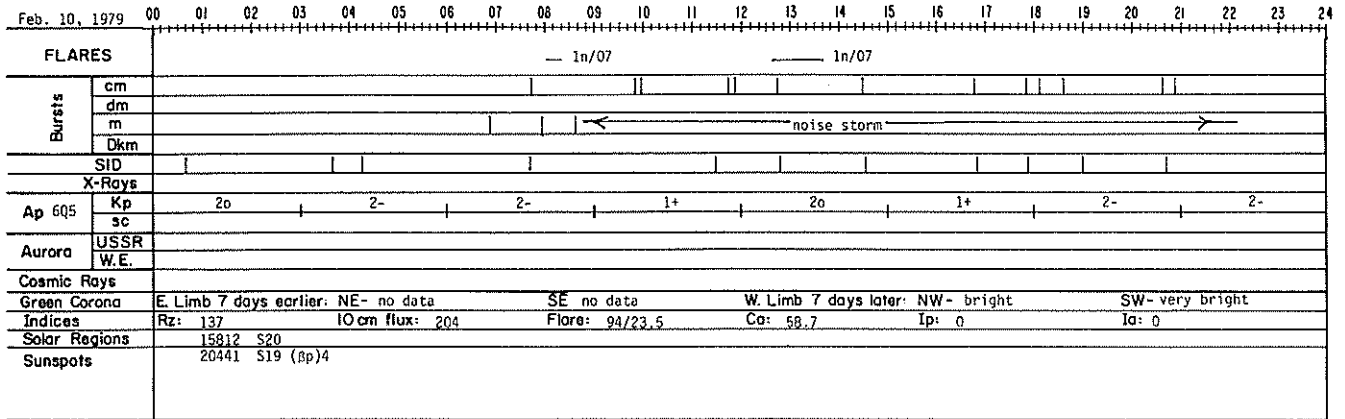 Feb. 10, 1979 00 01 02 03 04 05 06 07 08 09 10 11 12 13 14 15 16 17 18 19 20 21 22 23 24
FLARES 1n/07 1n/07
Bursts
cm
dm
m noise storm
Dkm
SID
X-Rays
Ap 6Q5 Kp 2o 2- 2- 1+ 2o 1+ 2- 2-
sc
Aurora USSR
W.E.
Cosmic Rays
Green Corona E. Limb 7 days earlier: NE- no data SE no data W. Limb 7 days later: NW- bright SW- very bright
Indices Rz: 137 10 cm flux: 204 Flare: 94/23.5 Ca: 58.7 Ip: 0 Ia: 0
Solar Regions 15812 S20
Sunspots 20441 S19 (βp)4